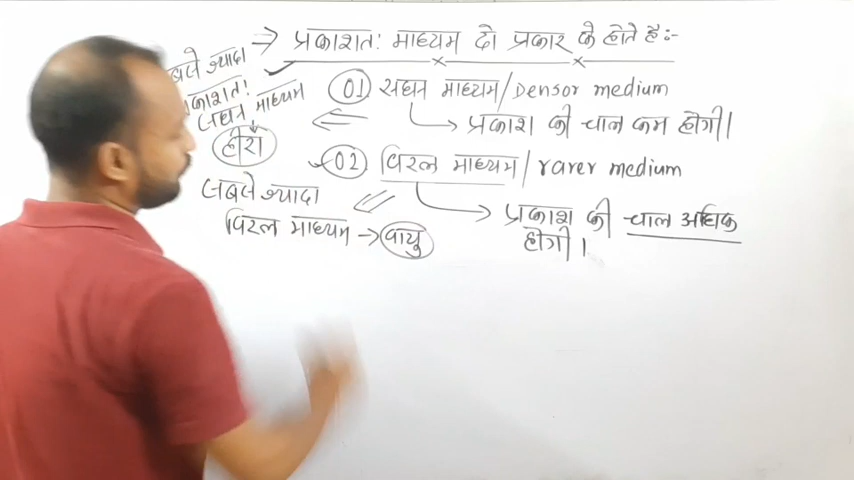 ⇒ प्रकाशतः माध्यम दो प्रकार के होते है:-
01 सघन माध्यम/Densor medium
→ प्रकाश की चाल कम होगी।
ज्यादा
प्रकाशतः
सघन माध्यम
हीरा
02 विरल माध्यम/rarer medium
→ प्रकाश की चाल अधिक
होगी।
सबसे ज्यादा
विरल माध्यम → वायु